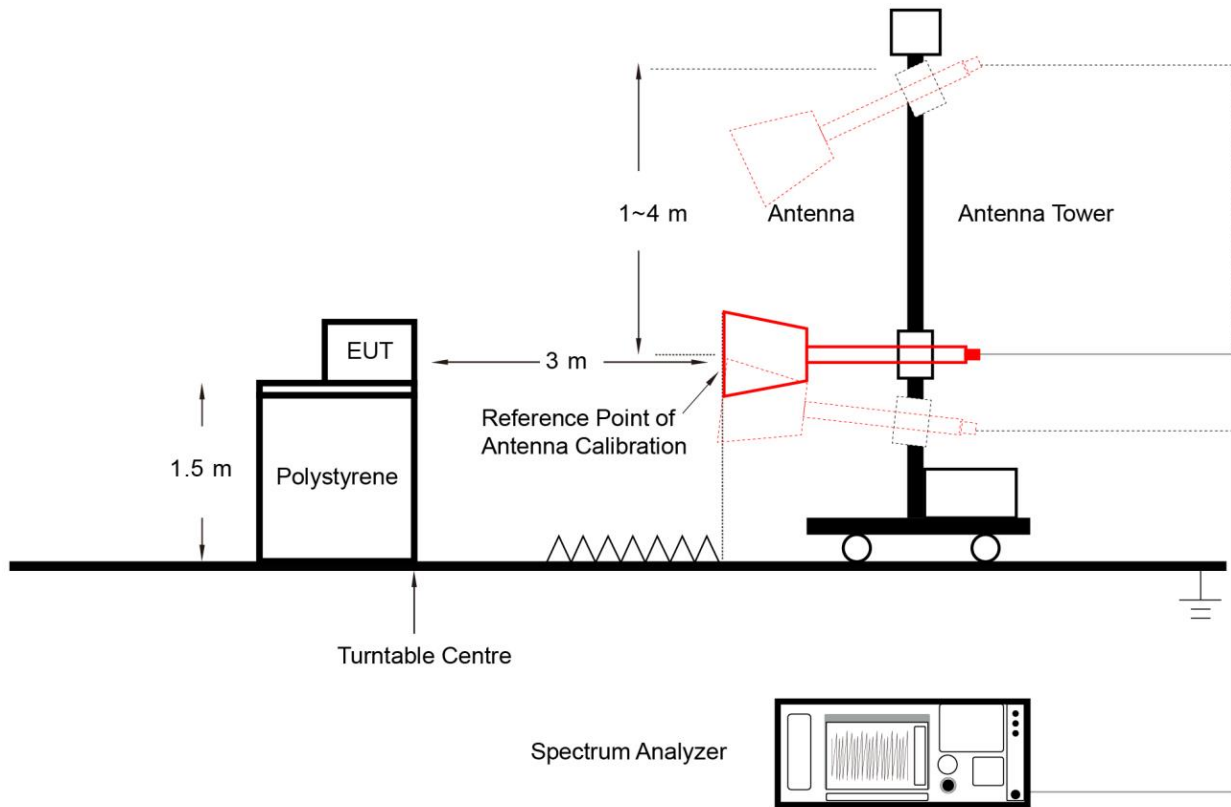 1~4 m
Antenna
Antenna Tower
EUT
3 m
Reference Point of
Antenna Calibration
1.5 m
Polystyrene
Turntable Centre
Spectrum Analyzer